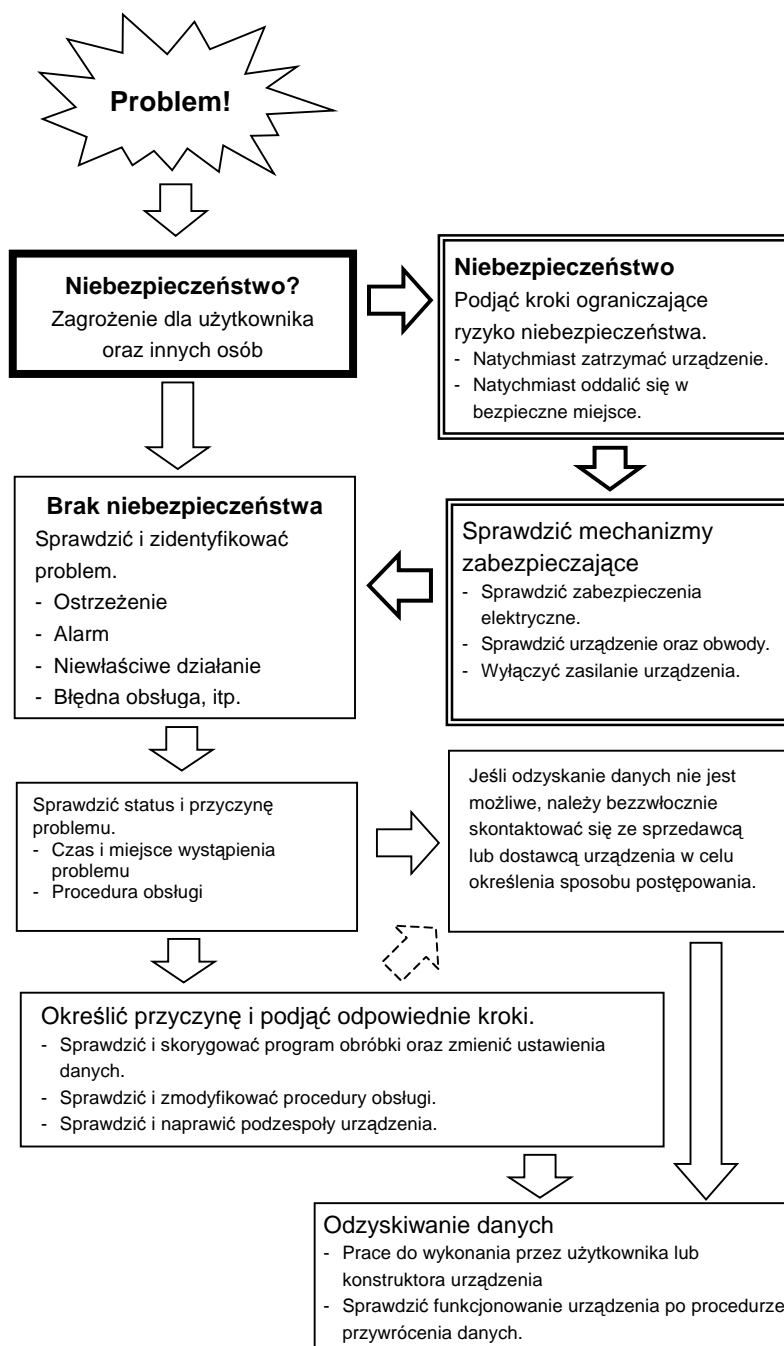 Problem!
Niebezpieczeństwo?
Zagrożenie dla użytkownika
oraz innych osób
Niebezpieczeństwo
Podjąć kroki ograniczające
ryzyko niebezpieczeństwa.
- Natychmiast zatrzymać urządzenie.
- Natychmiast oddalić się w
bezpieczne miejsce.
Brak niebezpieczeństwa
Sprawdzić i zidentyfikować
problem.
- Ostrzeżenie
- Alarm
- Niewłaściwe działanie
- Błędna obsługa, itp.
Sprawdzić mechanizmy
zabezpieczające
- Sprawdzić zabezpieczenia
elektryczne.
- Sprawdzić urządzenie oraz obwody.
- Wyłączyć zasilanie urządzenia.
Sprawdzić status i przyczynę
problemu.
- Czas i miejsce wystąpienia
problemu
- Procedura obsługi
Jeśli odzyskanie danych nie jest
możliwe, należy bezzwłocznie
skontaktować się ze sprzedawcą
lub dostawcą urządzenia w celu
określenia sposobu postępowania.
Określić przyczynę i podjąć odpowiednie kroki.
- Sprawdzić i skorygować program obróbki oraz zmienić ustawienia
danych.
- Sprawdzić i zmodyfikować procedury obsługi.
- Sprawdzić i naprawić podzespoły urządzenia.
Odzyskiwanie danych
- Prace do wykonania przez użytkownika lub
konstruktora urządzenia
- Sprawdzić funkcjonowanie urządzenia po procedurze
przywrócenia danych.